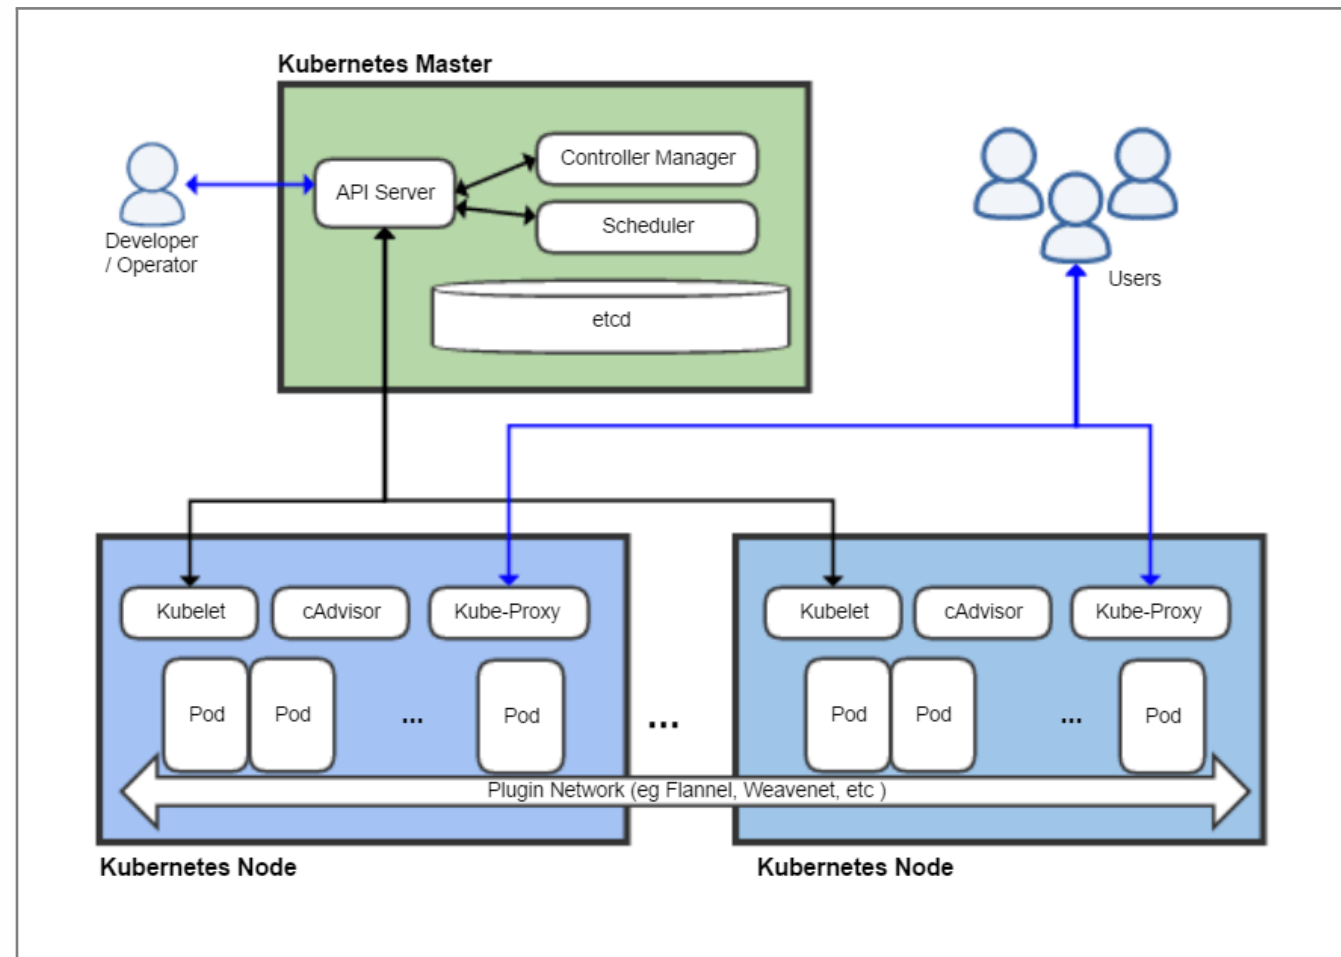 Kubernetes Master
Controller Manager
API Server
Scheduler
Developer
/ Operator
Users
etcd
Kubelet
cAdvisor
Kube-Proxy
Kubelet
cAdvisor
Kube-Proxy
Pod
Pod
...
Pod
...
Pod
Pod
...
Pod
Plugin Network (eg Flannel, Weavenet, etc )
Kubernetes Node
Kubernetes Node